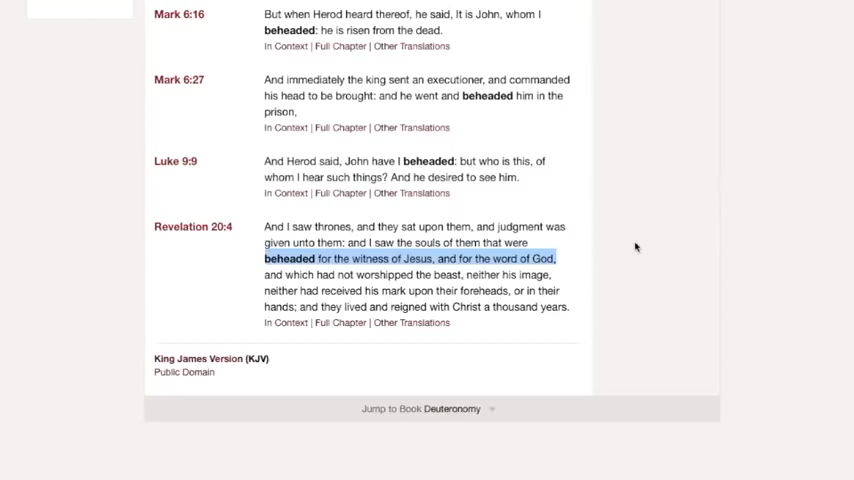 Mark 6:16
But when Herod heard thereof, he said, It is John, whom I
beheaded: he is risen from the dead.
In Context | Full Chapter | Other Translations
Mark 6:27
And immediately the king sent an executioner, and commanded
his head to be brought: and he went and beheaded him in the
prison,
In Context | Full Chapter | Other Translations
Luke 9:9
And Herod said, John have I beheaded: but who is this, of
whom I hear such things? And he desired to see him.
In Context | Full Chapter | Other Translations
Revelation 20:4
And I saw thrones, and they sat upon them, and judgment was
given unto them: and I saw the souls of them that were
beheaded for the witness of Jesus, and for the word of God,
and which had not worshipped the beast, neither his image,
neither had received his mark upon their foreheads, or in their
hands; and they lived and reigned with Christ a thousand years.
In Context | Full Chapter | Other Translations
King James Version (KJV)
Public Domain
Jump to Book Deuteronomy